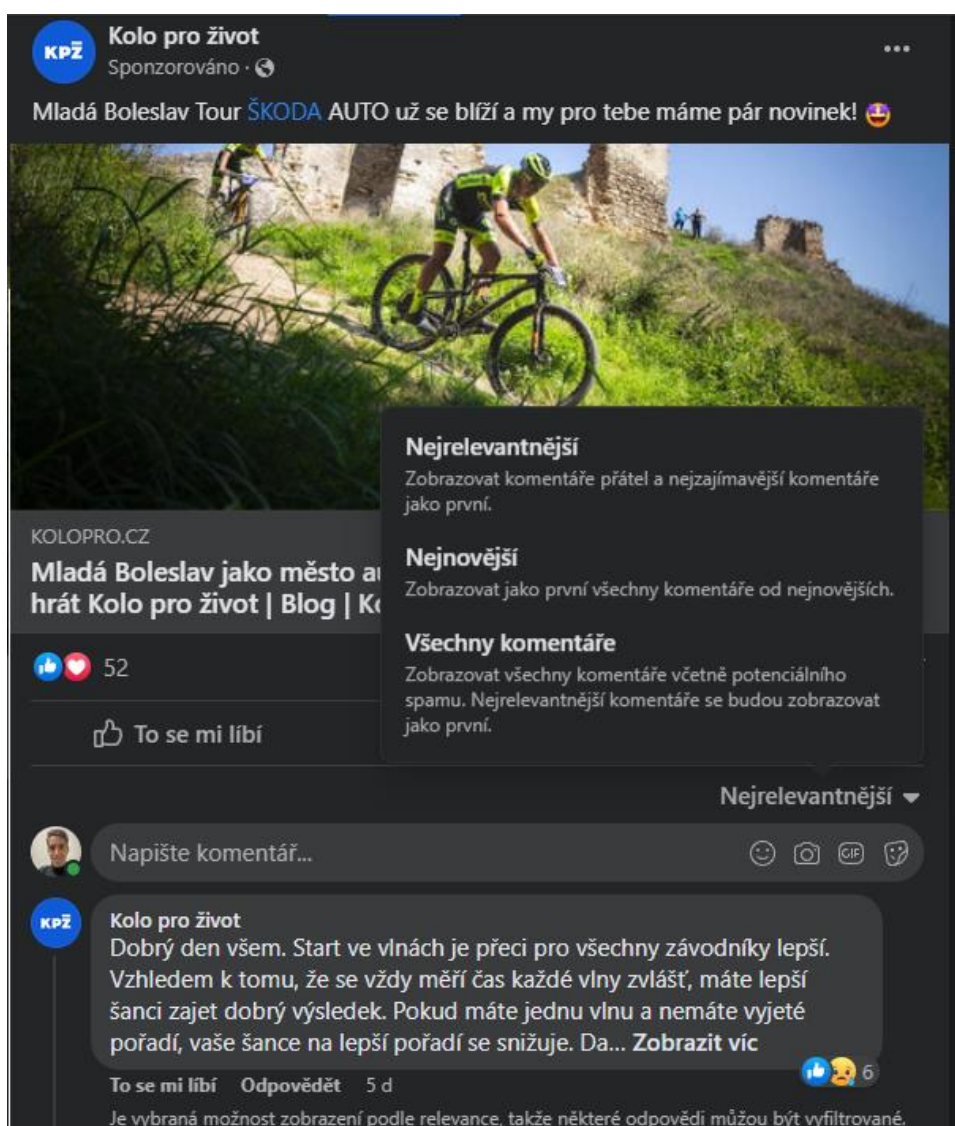 KPŽ
Kolo pro život
Sponzorováno ·
Mladá Boleslav Tour ŠKODA AUTO už se blíží a my pro tebe máme pár novinek! 🤩
KOLOPRO.CZ
Mladá Boleslav jako město
hrát Kolo pro život | Blog |
Nejrelevantnější
Zobrazovat komentáře přátel a nejzajímavější komentáře
jako první.
Nejnovější
Zobrazovat jako první všechny komentáře od nejnovějších.
Všechny komentáře
Zobrazovat všechny komentáře včetně potenciálního
spamu. Nejrelevantnější komentáře se budou zobrazovat
jako první.
52
To se mi líbí
Nejrelevantnější
Napište komentář...
GIF
KPŽ
Kolo pro život
Dobrý den všem. Start ve vlnách je přeci pro všechny závodníky lepší.
Vzhledem k tomu, že se vždy měří čas každé vlny zvlášť, máte lepší
šanci zajet dobrý výsledek. Pokud máte jednu vlnu a nemáte vyjeté
pořadí, vaše šance na lepší pořadí se snižuje. Da... Zobrazit víc
6
To se mi líbí Odpovědět 5 d
Je vybraná možnost zobrazení podle relevance, takže některé odpovědi můžou být vyfiltrované.